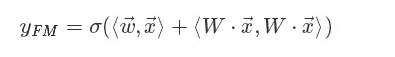 y_{FM} = σ(⟨\vec{w}, \vec{x}⟩ + ⟨W · \vec{x}, W · \vec{x}⟩)